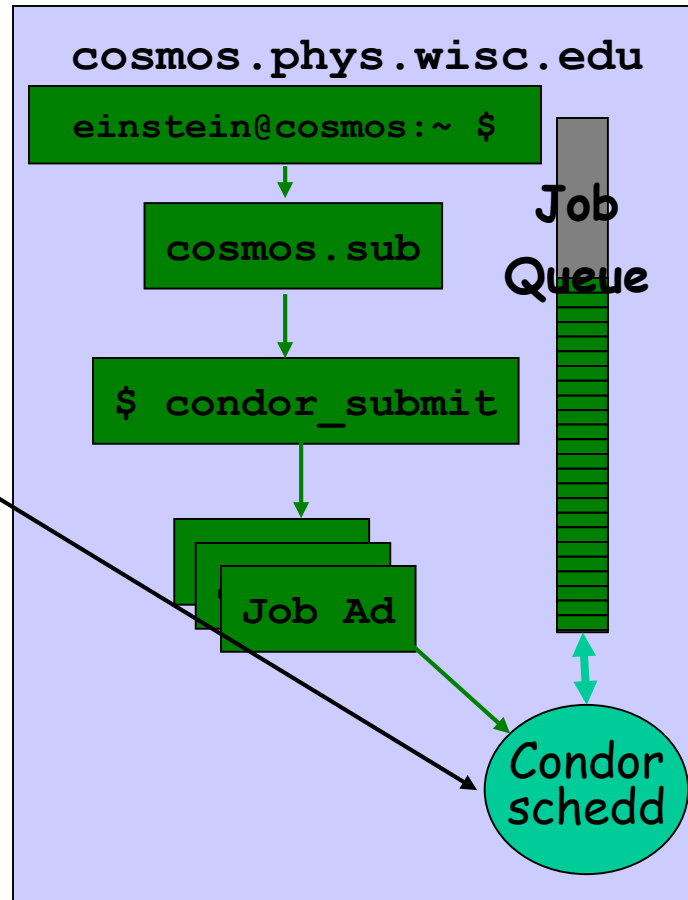 cosmos.phys.wisc.edu
einstein@cosmos:~ $
Job
Queue
cosmos.sub
$ condor_submit
Job Ad
Condor
schedd